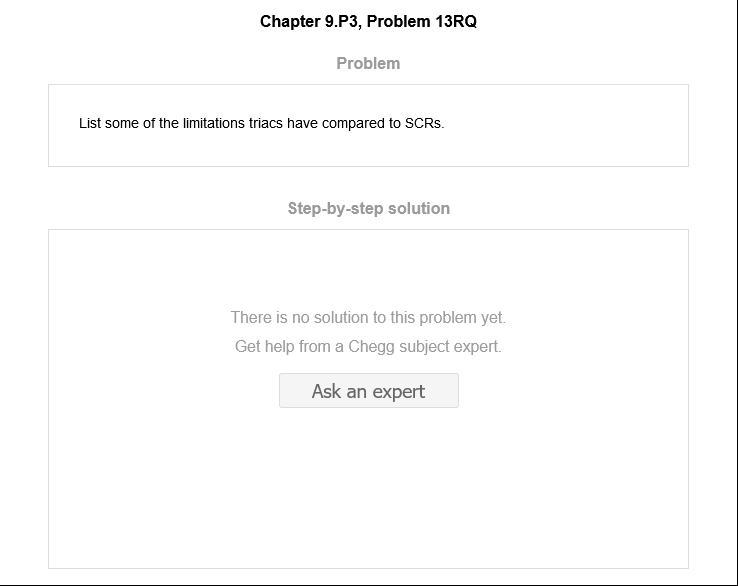 Chapter 9.P3, Problem 13RQ
Problem
List some of the limitations triacs have compared to SCRs.
Step-by-step solution
There is no solution to this problem yet.
Get help from a Chegg subject expert.
Ask an expert